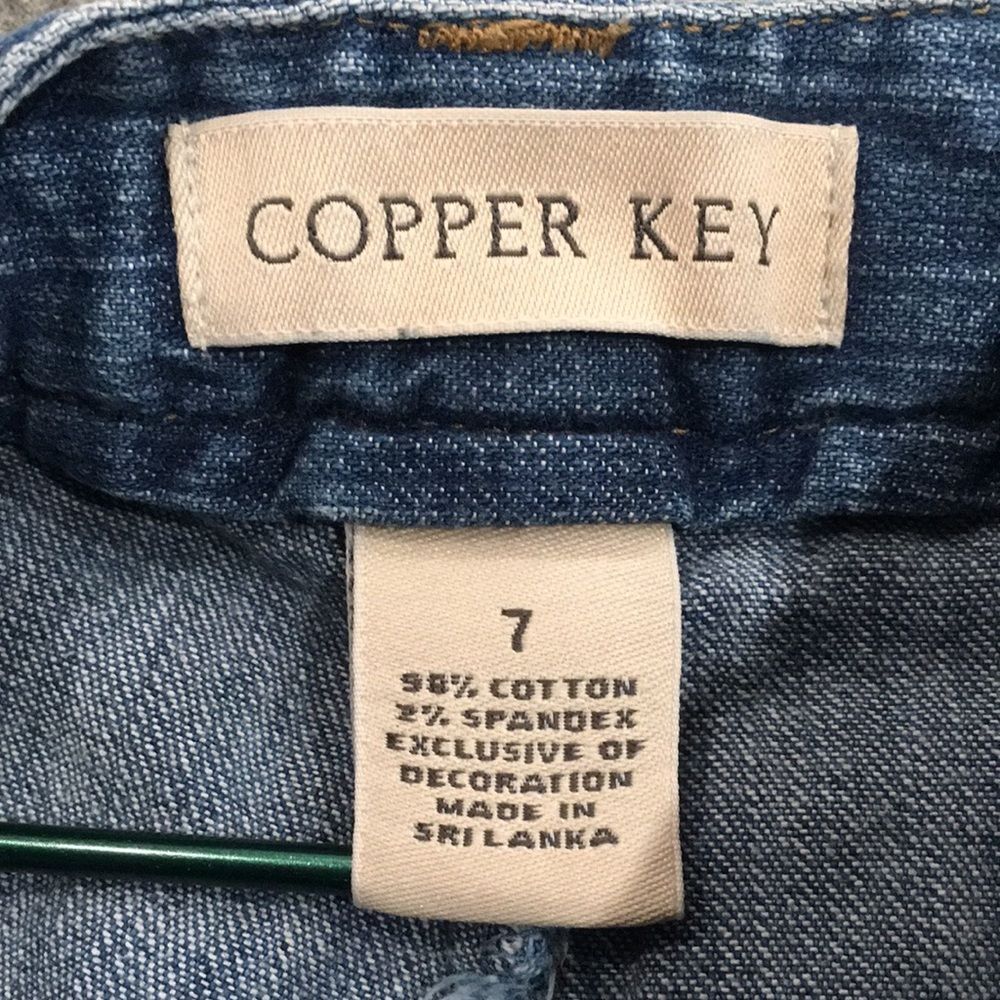 COPPER KEY
7
98% COTTON
2% SPANDEX
EXCLUSIVE OF
DECORATION
MADE IN
SRI LANKA